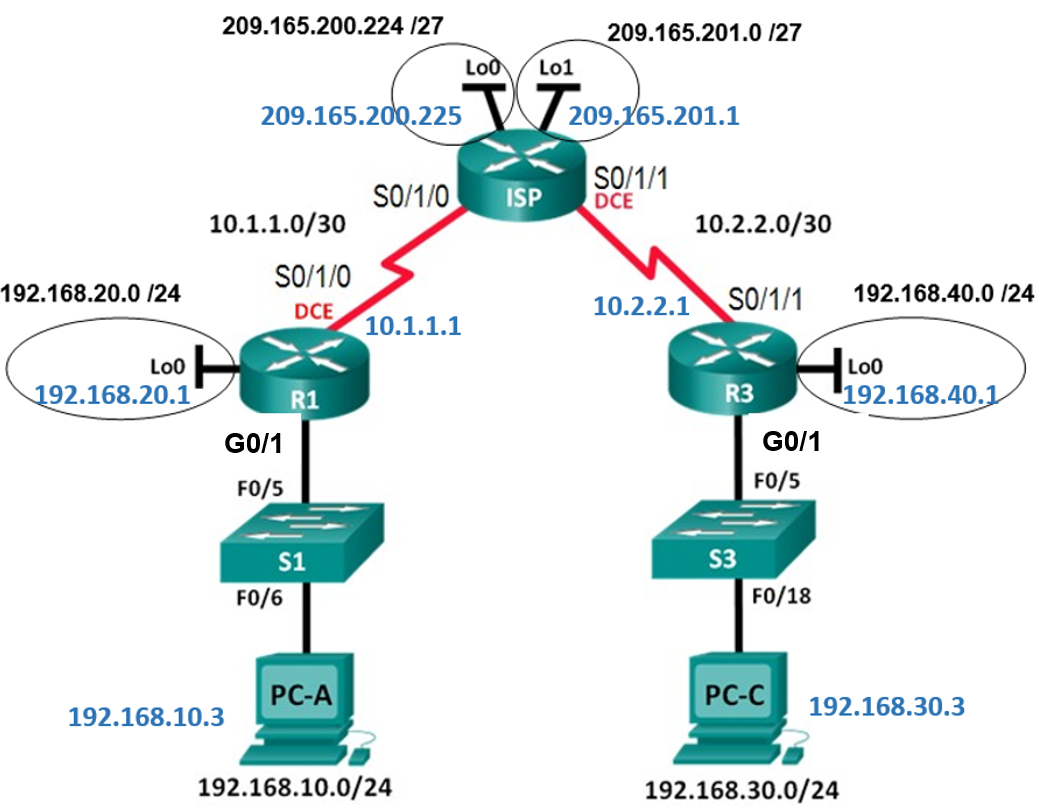 209.165.200.224 /27
209.165.201.0 /27
Lo0
Lo1
209.165.200.225
209.165.201.1
S0/1/0
ISP
S0/1/1
DCE
10.1.1.0/30
10.2.2.0/30
S0/1/0
DCE
10.1.1.1
10.2.2.1
S0/1/1
192.168.20.0 /24
192.168.40.0 /24
Lo0
192.168.20.1
R1
R3
Lo0
192.168.40.1
G0/1
G0/1
F0/5
F0/5
S1
S3
F0/6
F0/18
PC-A
PC-C
192.168.10.3
192.168.30.3
192.168.10.0/24
192.168.30.0/24